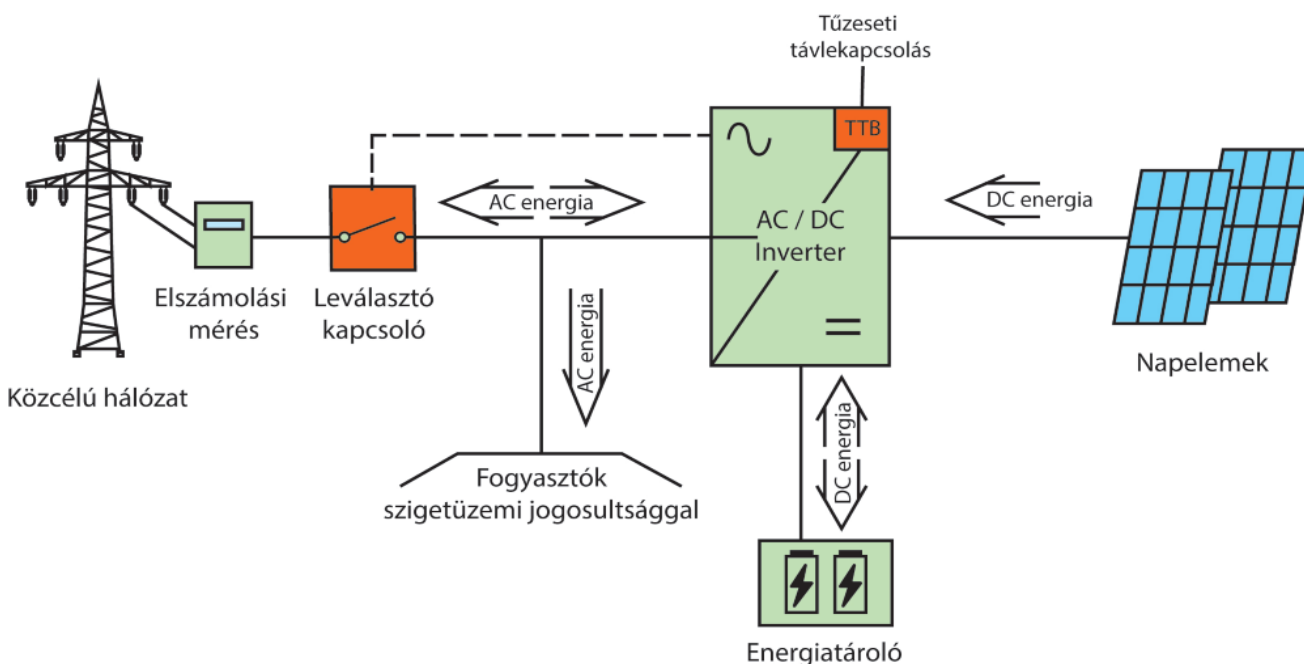 Tűzeseti
távlekapcsolás
TTB
AC energia
DC energia
AC / DC
Inverter
Elszámolási
mérés
Leválasztó
kapcsoló
AC energia
Napelemek
Közcélú hálózat
DC energia
Fogyasztók
szigetüzemi jogosultsággal
Energiatároló